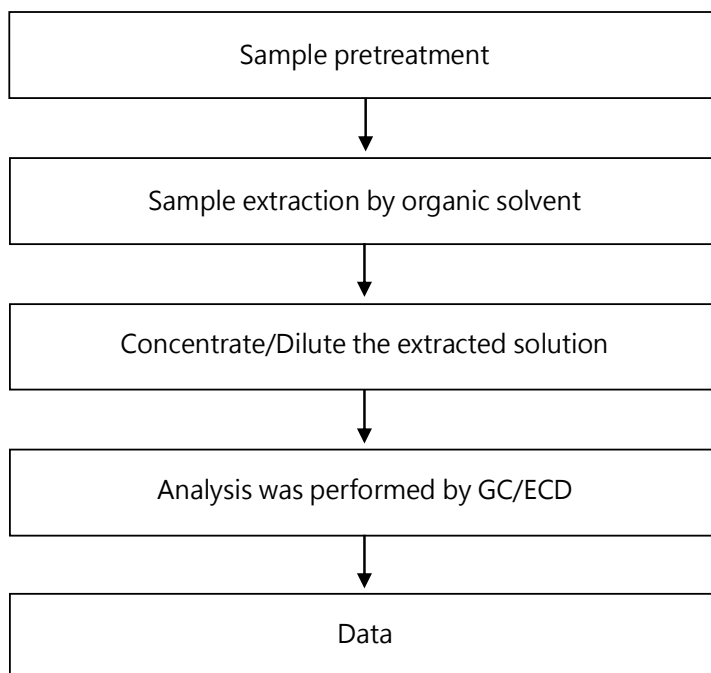 Sample pretreatment
Sample extraction by organic solvent
Concentrate/Dilute the extracted solution
Analysis was performed by GC/ECD
Data